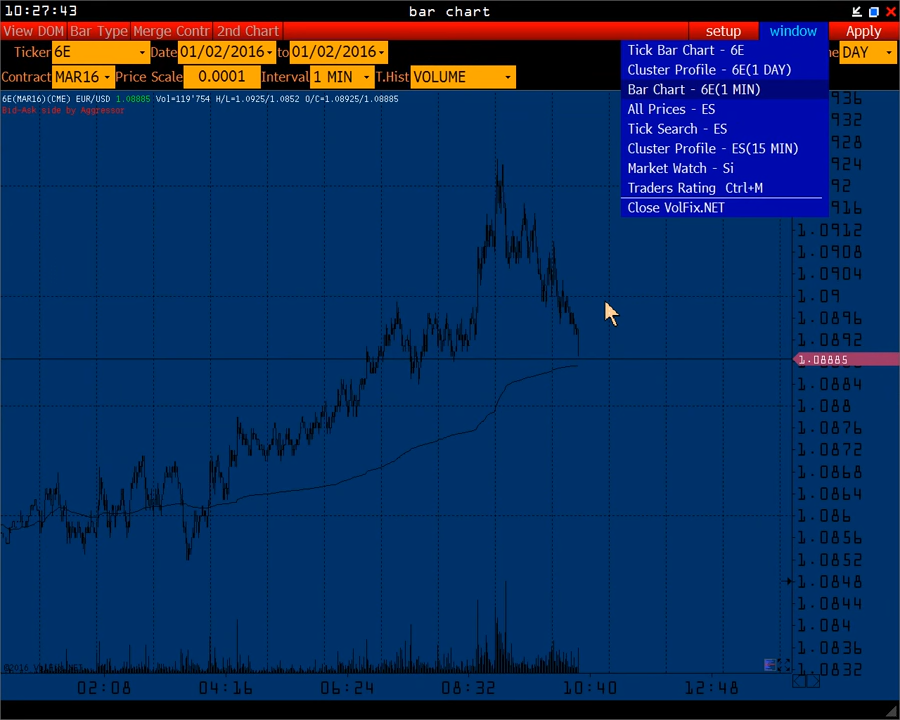 10:27:43 bar chart
View DOM Bar Type Merge Contr 2nd Chart setup window Apply
Ticker 6E Date 01/02/2016 to 01/02/2016 DAY
Contract MAR16 Price Scale 0.0001 Interval 1 MIN T.Hist VOLUME
6E(MAR16)(CME) EUR/USD 1.08885 Vol=119'754 H/L=1.0925/1.0852 O/C=1.08925/1.08885
Bid-Ask side by Aggressor
Tick Bar Chart - 6E
Cluster Profile - 6E(1 DAY)
Bar Chart - 6E(1 MIN)
All Prices - ES
Tick Search - ES
Cluster Profile - ES(15 MIN)
Market Watch - Si
Traders Rating Ctrl+M
Close VolFix.NET
936
932
928
924
92
916
1.0912
1.0908
1.0904
1.09
1.0896
1.0892
1.08885
1.0884
1.088
1.0876
1.0872
1.0868
1.0864
1.086
1.0856
1.0852
1.0848
1.0844
1.084
1.0836
1.0832
02:08 04:16 06:24 08:32 10:40 12:48